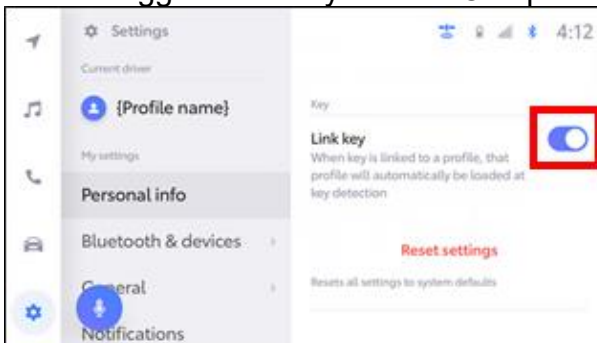 Settings
4:12
Current driver
{Profile name}
Key
Link key
When key is linked to a profile, that
profile will automatically be loaded at
key detection
My settings
Personal info
Bluetooth & devices
Reset settings
General
Resets all settings to system defaults
Notifications